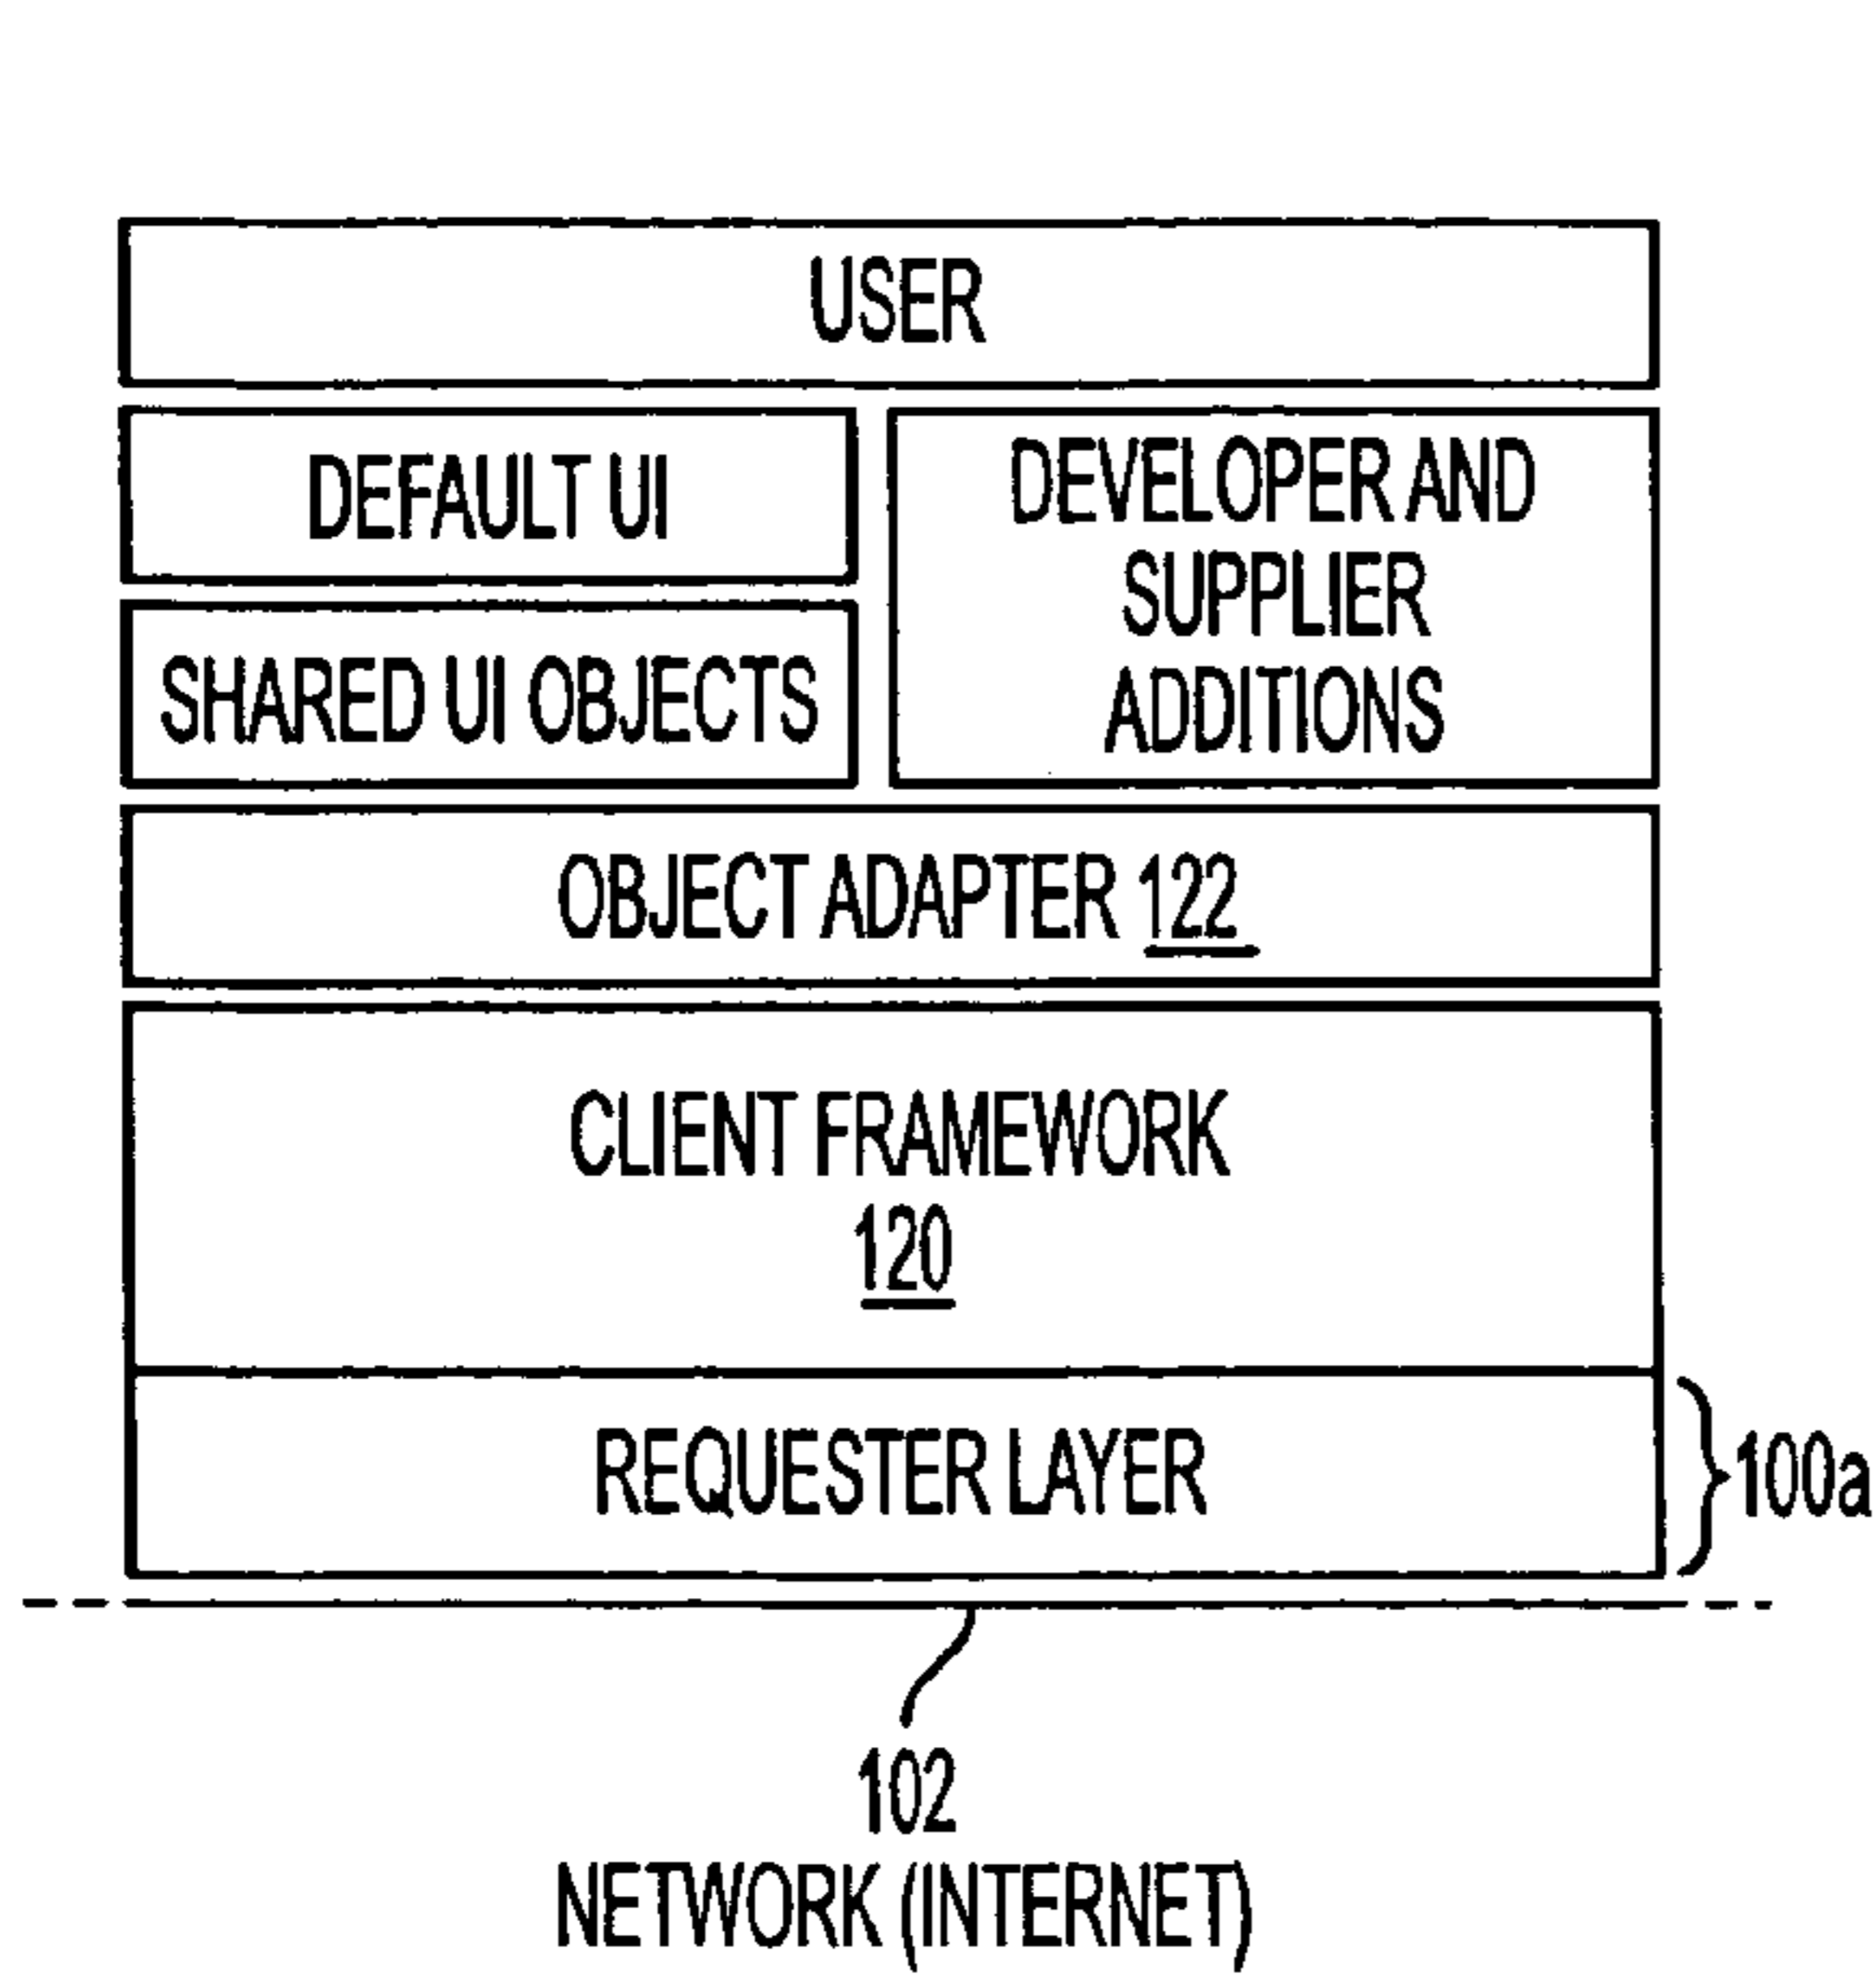 USER
DEFAULT UI
SHARED UI OBJECTS
DEVELOPER AND
SUPPLIER
ADDITIONS
OBJECT ADAPTER 122
CLIENT FRAMEWORK
120
REQUESTER LAYER
100a
102
NETWORK (INTERNET)